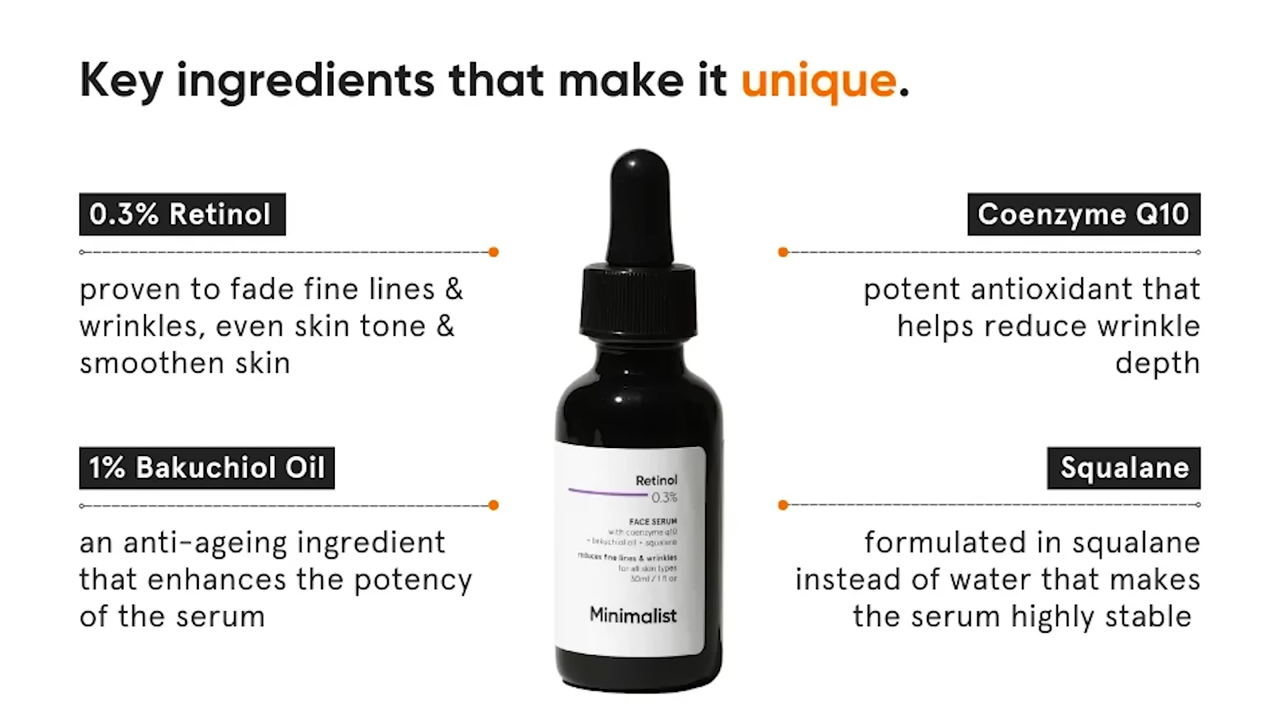 Key ingredients that make it unique.
0.3% Retinol
proven to fade fine lines &
wrinkles, even skin tone &
smoothen skin
1% Bakuchiol Oil
an anti-ageing ingredient
that enhances the potency
of the serum
Retinol
0.3%
FACE SERUM
with coenzyme q10
+ bakuchiol oil + squalane
reduces fine lines & wrinkles
for all skin types
30ml / 1 fl oz
Minimalist
Coenzyme Q10
potent antioxidant that
helps reduce wrinkle
depth
Squalane
formulated in squalane
instead of water that makes
the serum highly stable